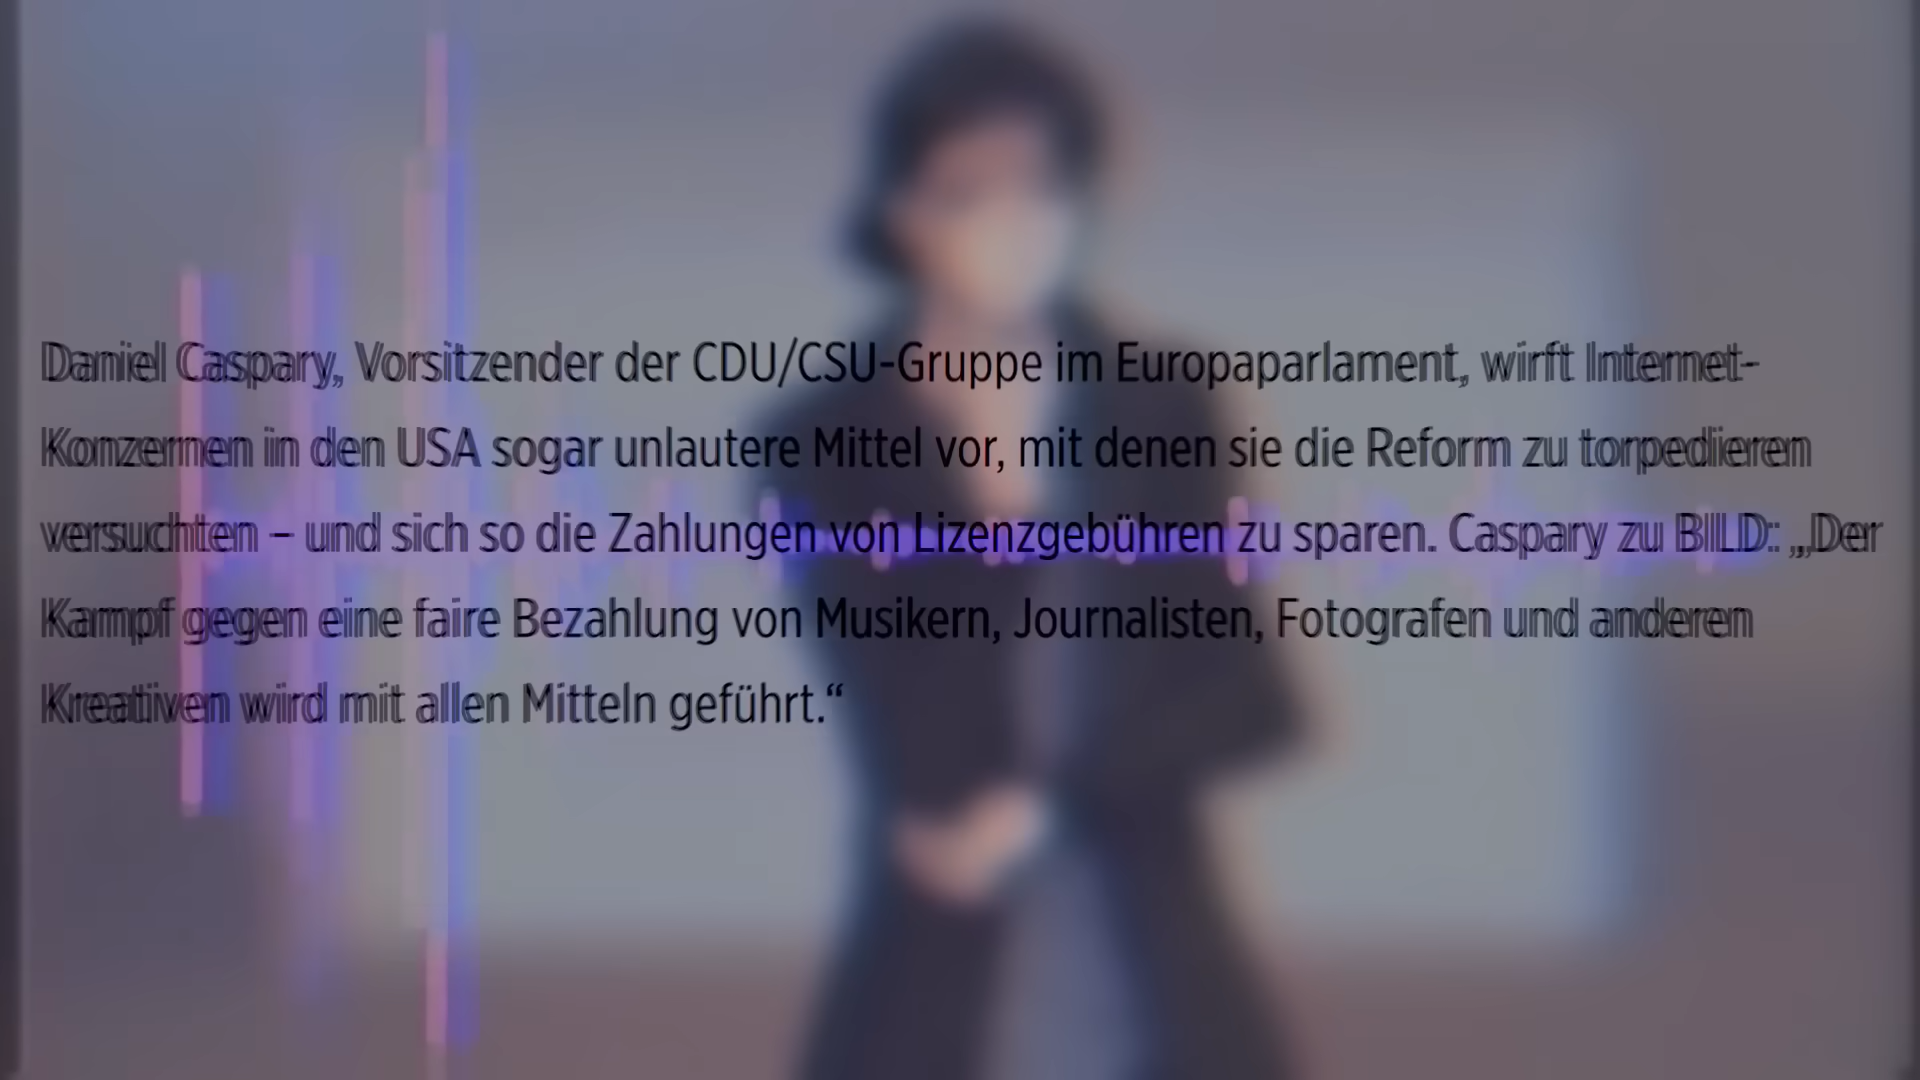 Daniel Caspary, Vorsitzender der CDU/CSU-Gruppe im Europaparlament, wirft Internet-
Konzernen in den USA sogar unlautere Mittel vor, mit denen sie die Reform zu torpedieren
versuchten – und sich so die Zahlungen von Lizenzgebühren zu sparen. Caspary zu BILD: „Der
Kampf gegen eine faire Bezahlung von Musikern, Journalisten, Fotografen und anderen
Kreativen wird mit allen Mitteln geführt.“